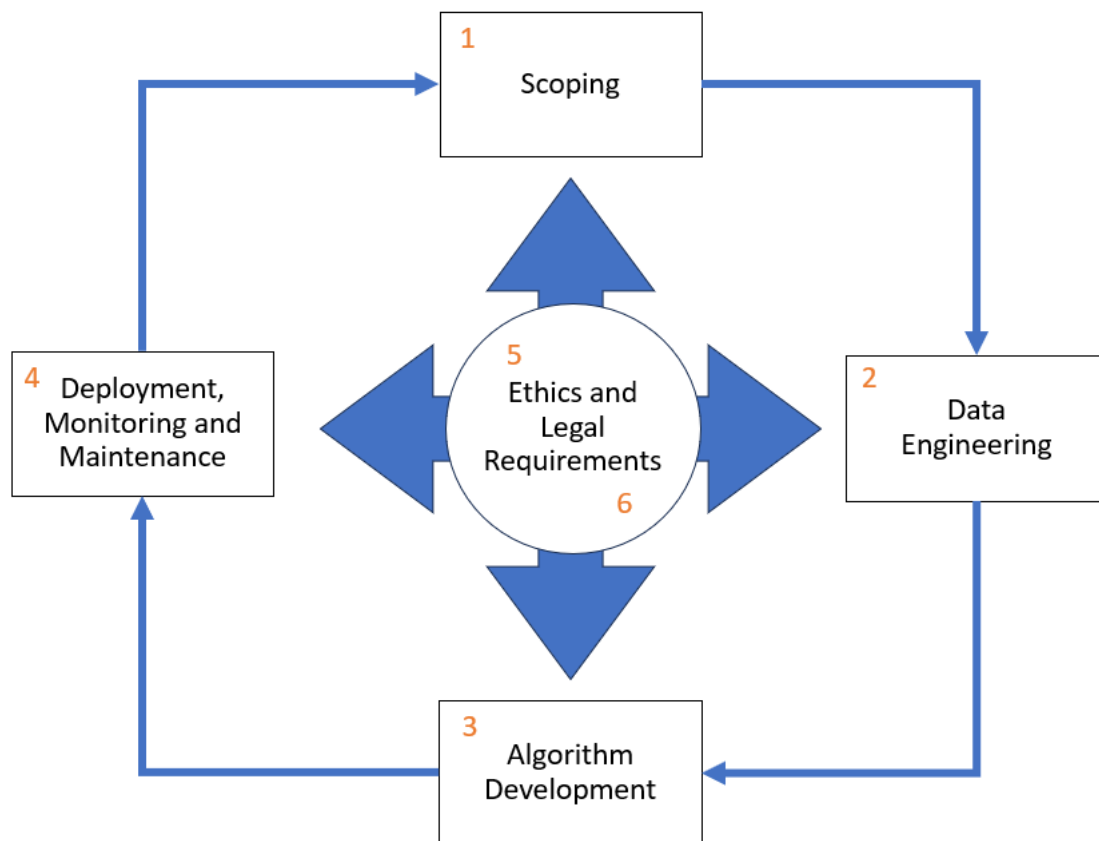 1
Scoping
4
Deployment,
Monitoring and
Maintenance
5
Ethics and
Legal
Requirements
6
2
Data
Engineering
3
Algorithm
Development